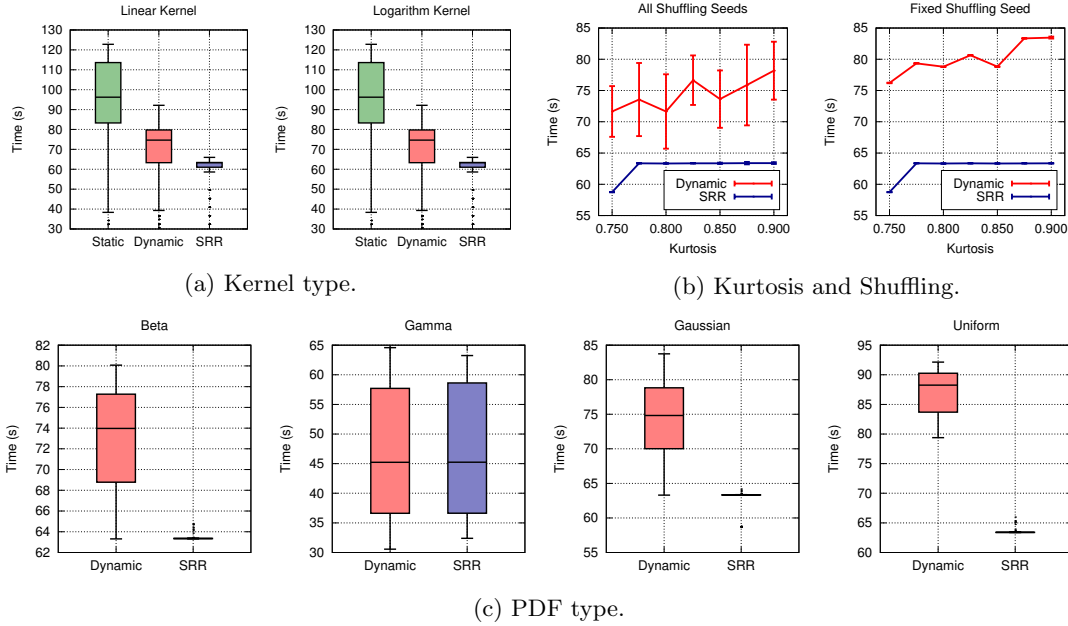 Linear Kernel
Time (s)
130
120
110
100
90
80
70
60
50
40
30
Static Dynamic SRR
Logarithm Kernel
Time (s)
130
120
110
100
90
80
70
60
50
40
30
Static Dynamic SRR
(a) Kernel type.
All Shuffling Seeds
Time (s)
85
80
75
70
65
60
55
Dynamic
SRR
0.750 0.800 0.850 0.900
Kurtosis
Fixed Shuffling Seed
Time (s)
85
80
75
70
65
60
55
Dynamic
SRR
0.750 0.800 0.850 0.900
Kurtosis
(b) Kurtosis and Shuffling.
Beta
Time (s)
82
80
78
76
74
72
70
68
66
64
62
Dynamic SRR
Gamma
Time (s)
65
60
55
50
45
40
35
30
Dynamic SRR
Gaussian
Time (s)
85
80
75
70
65
60
55
Dynamic SRR
Uniform
Time (s)
95
90
85
80
75
70
65
60
Dynamic SRR
(c) PDF type.